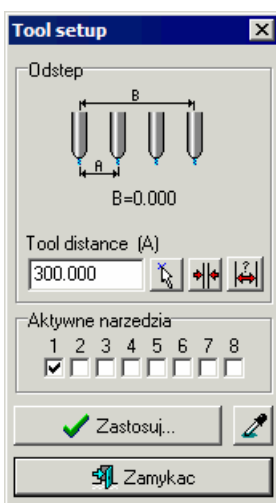 Tool setup
Odstep
B
A
B=0.000
Tool distance (A)
300.000
?
Aktywne narzedzia
1 2 3 4 5 6 7 8
Zastosuj...
Zamykac